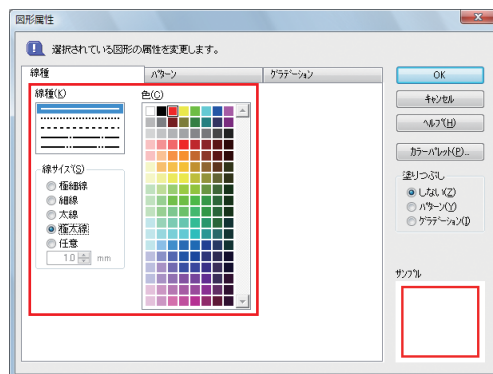 図形属性
選択されている図形の属性を変更します。
線種
パターン
グラデーション
線種(K)
色(C)
線サイズ(S)
極細線
細線
太線
極太線
任意
1.0 mm
OK
キャンセル
ヘルプ(H)
カラーパレット(P)...
塗りつぶし
しない(Z)
パターン(Y)
グラデーション(I)
サンプル